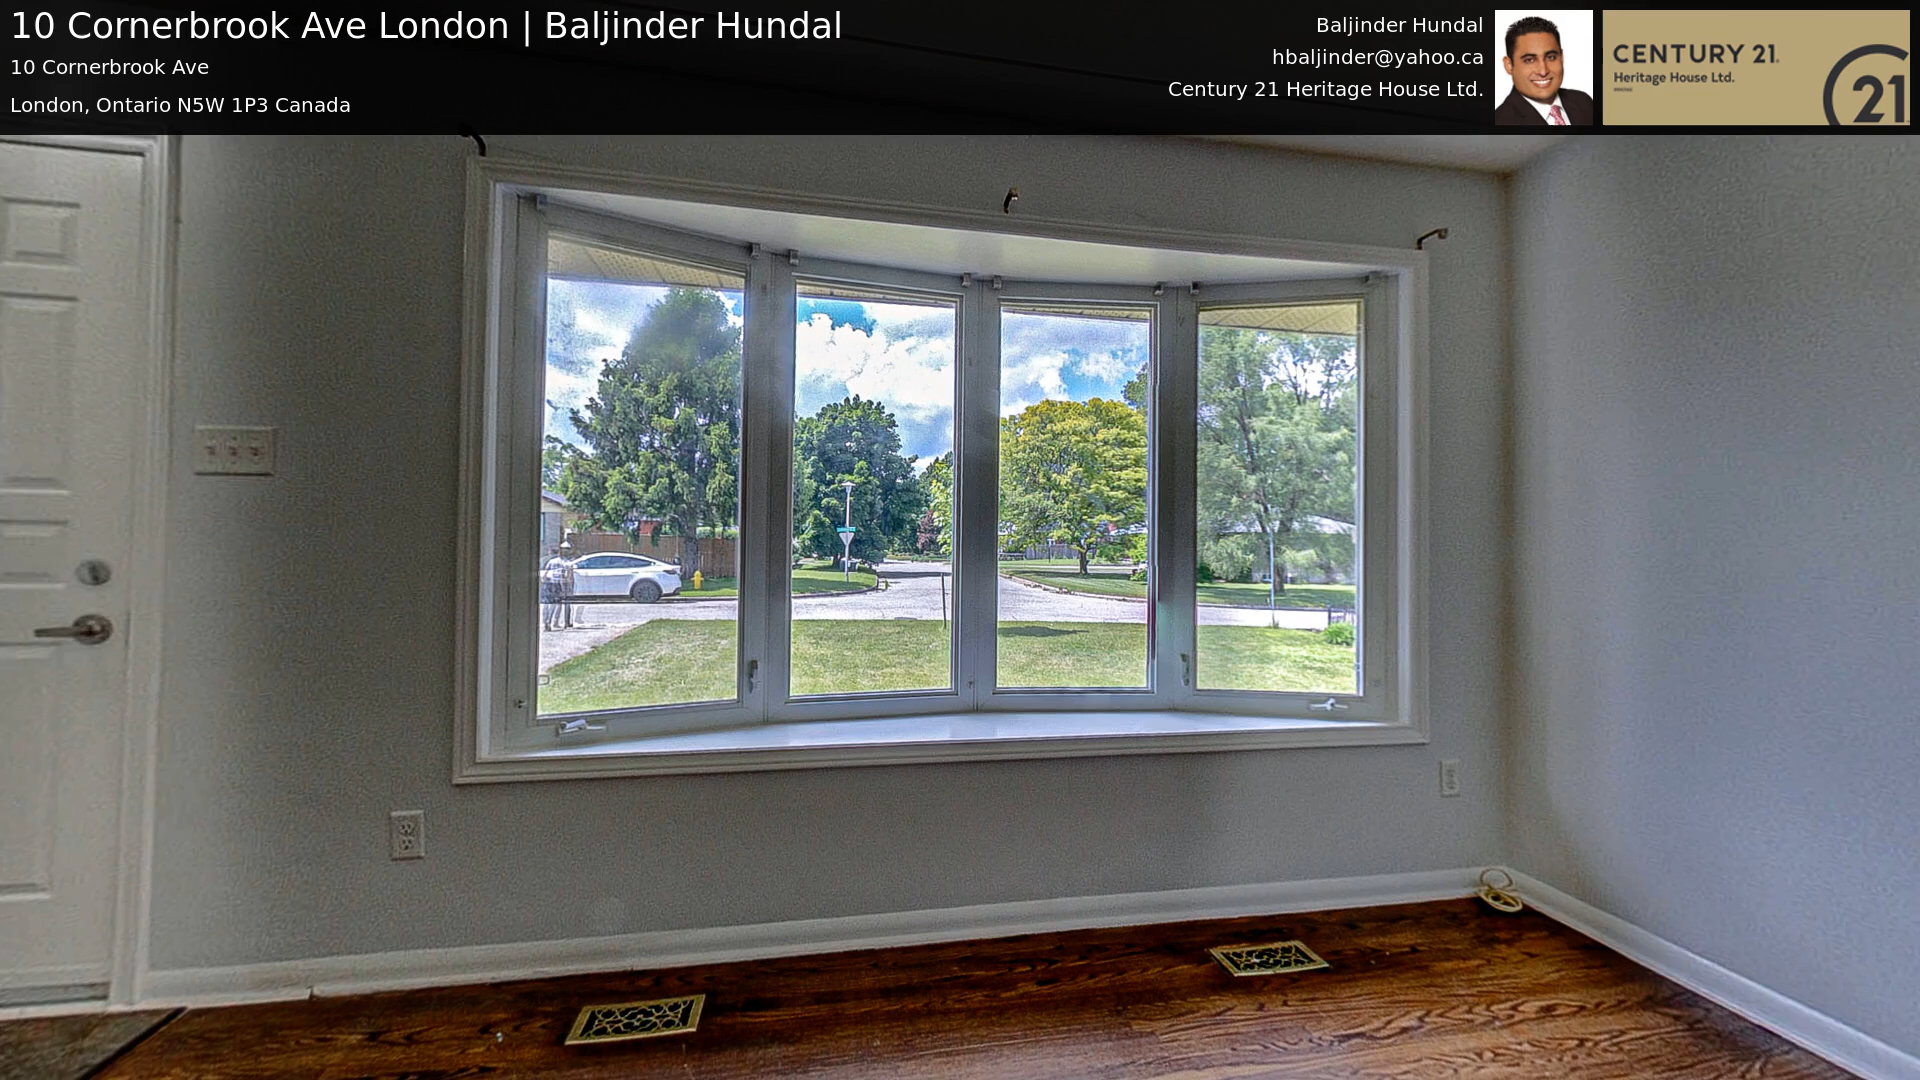 10 Cornerbrook Ave London | Baljinder Hundal
10 Cornerbrook Ave
London, Ontario N5W 1P3 Canada
Baljinder Hundal
hbaljinder@yahoo.ca
Century 21 Heritage House Ltd.
CENTURY 21.
Heritage House Ltd.
21